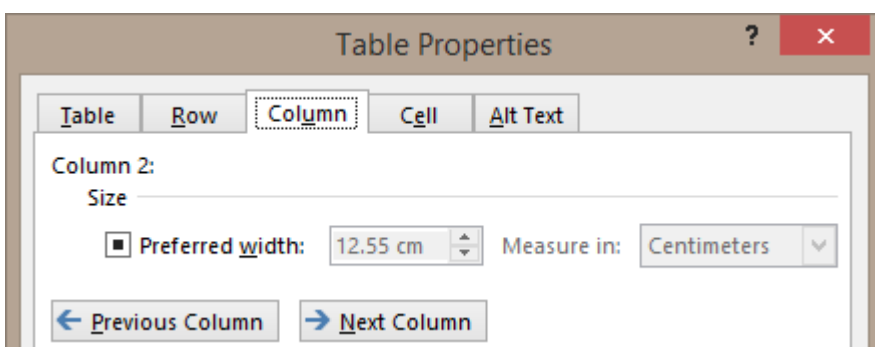 Table Properties ?
Table Row Column Cell Alt Text
Column 2:
Size
Preferred width: 12.55 cm Measure in: Centimeters
Previous Column Next Column